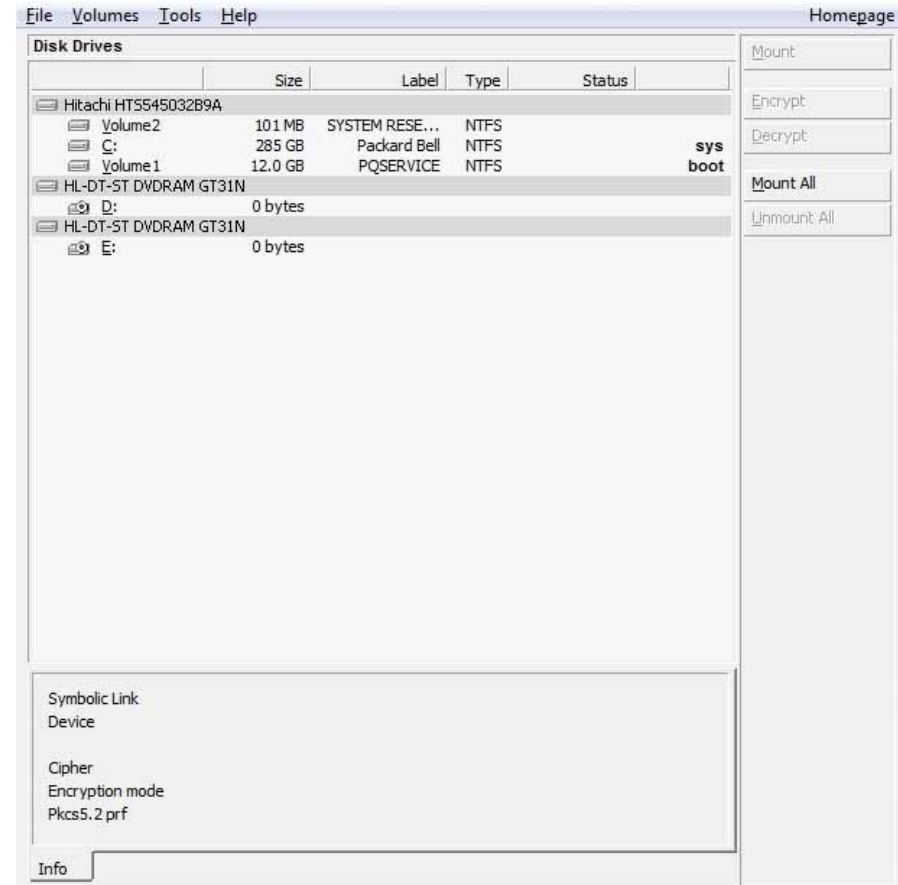 File Volumes Tools Help Homepage
Disk Drives
Size Label Type Status
Hitachi HTS545032B9A
Volume2 101 MB SYSTEM RESE... NTFS
C: 285 GB Packard Bell NTFS sys
Volume1 12.0 GB PQSERVICE NTFS boot
HL-DT-ST DVDRAM GT31N
D: 0 bytes
HL-DT-ST DVDRAM GT31N
E: 0 bytes
Mount
Encrypt
Decrypt
Mount All
Unmount All
Symbolic Link
Device
Cipher
Encryption mode
Pkcs5.2 prf
Info